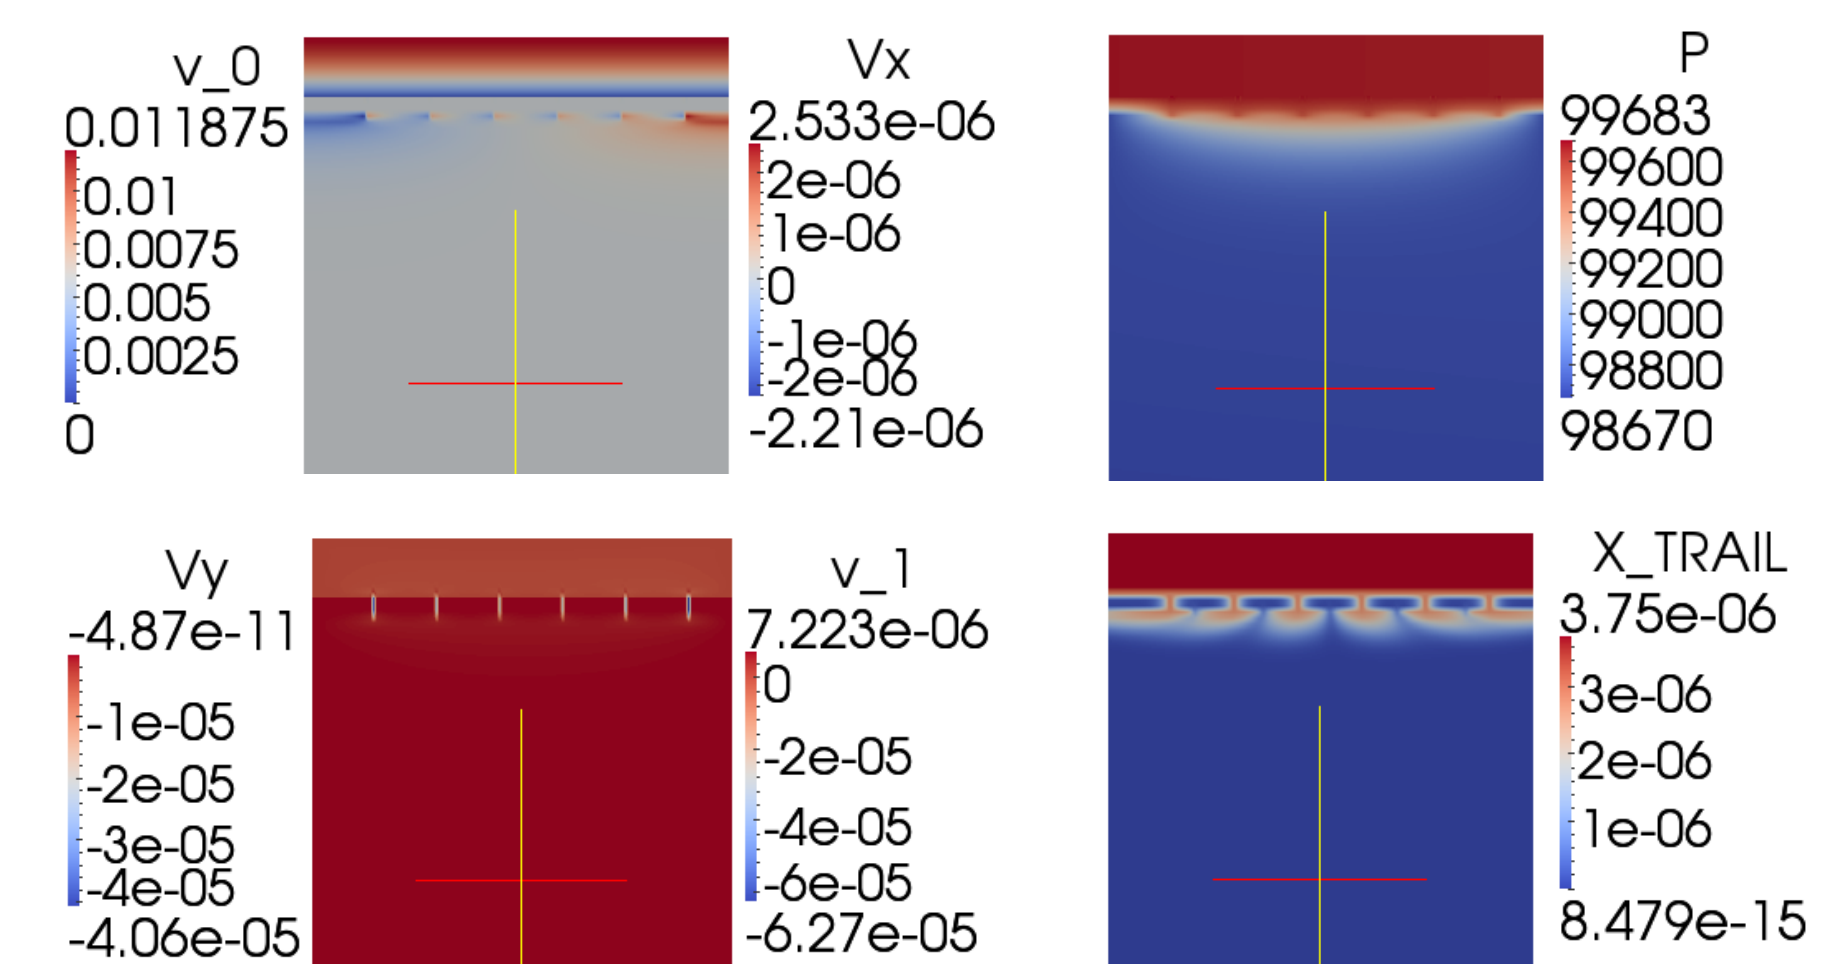 v_0
0.011875
0.01
0.0075
0.005
0.0025
0
Vx
2.533e-06
2e-06
1e-06
0
-1e-06
-2e-06
-2.21e-06
P
99683
99600
99400
99200
99000
98800
98670
Vy
-4.87e-11
-1e-05
-2e-05
-3e-05
-4e-05
-4.06e-05
v_1
7.223e-06
0
-2e-05
-4e-05
-6e-05
-6.27e-05
X_TRAIL
3.75e-06
3e-06
2e-06
1e-06
8.479e-15